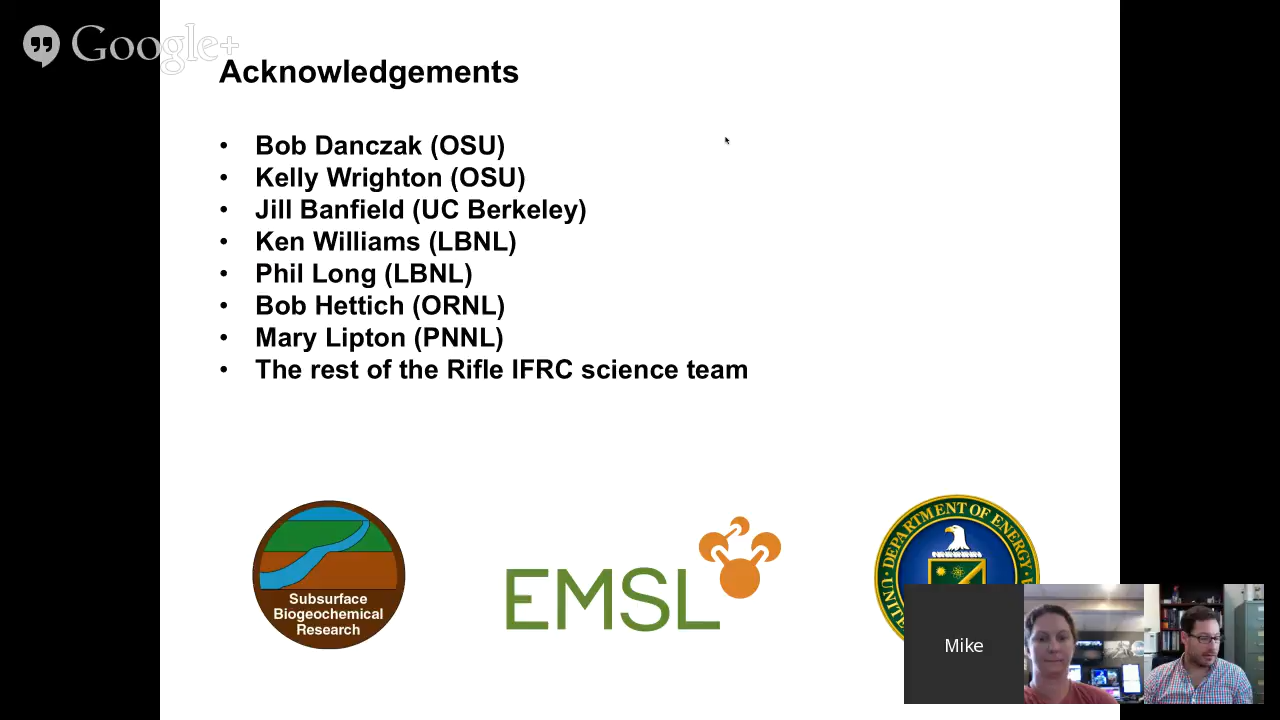 Google+
Acknowledgements
• Bob Danczak (OSU)
• Kelly Wrighton (OSU)
• Jill Banfield (UC Berkeley)
• Ken Williams (LBNL)
• Phil Long (LBNL)
• Bob Hettich (ORNL)
• Mary Lipton (PNNL)
• The rest of the Rifle IFRC science team
Subsurface
Biogeochemical
Research
EMSL
DEPARTMENT OF ENERGY
Mike